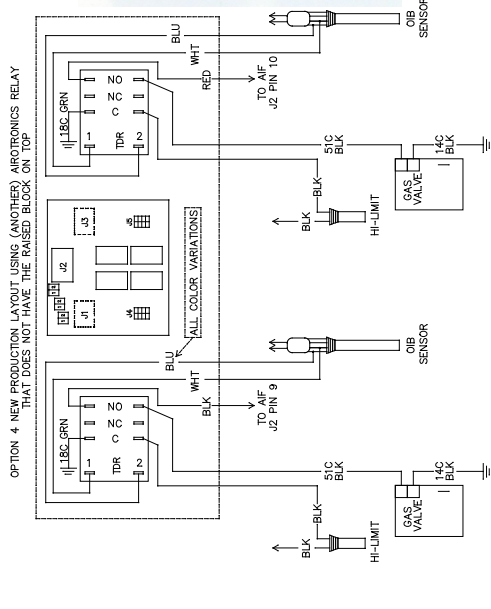 OPTION 4 NEW PRODUCTION LAYOUT USING (ANOTHER) AIROTRONICS RELAY
THAT DOES NOT HAVE THE RAISED BLOCK ON TOP
BLU
WHT
RED
TO AIF
J2 PIN 10
OIB
SENSOR
18C GRN
NO
NC
C
1
TDR
2
51C
BLK
14C
BLK
GAS
VALVE
BLK
BLK
HI-LIMIT
J1
J2
J3
J4
J5
ALL COLOR VARIATIONS
BLU
WHT
BLK
TO AIF
J2 PIN 9
OIB
SENSOR
18C GRN
NO
NC
C
1
TDR
2
51C
BLK
14C
BLK
GAS
VALVE
BLK
BLK
HI-LIMIT